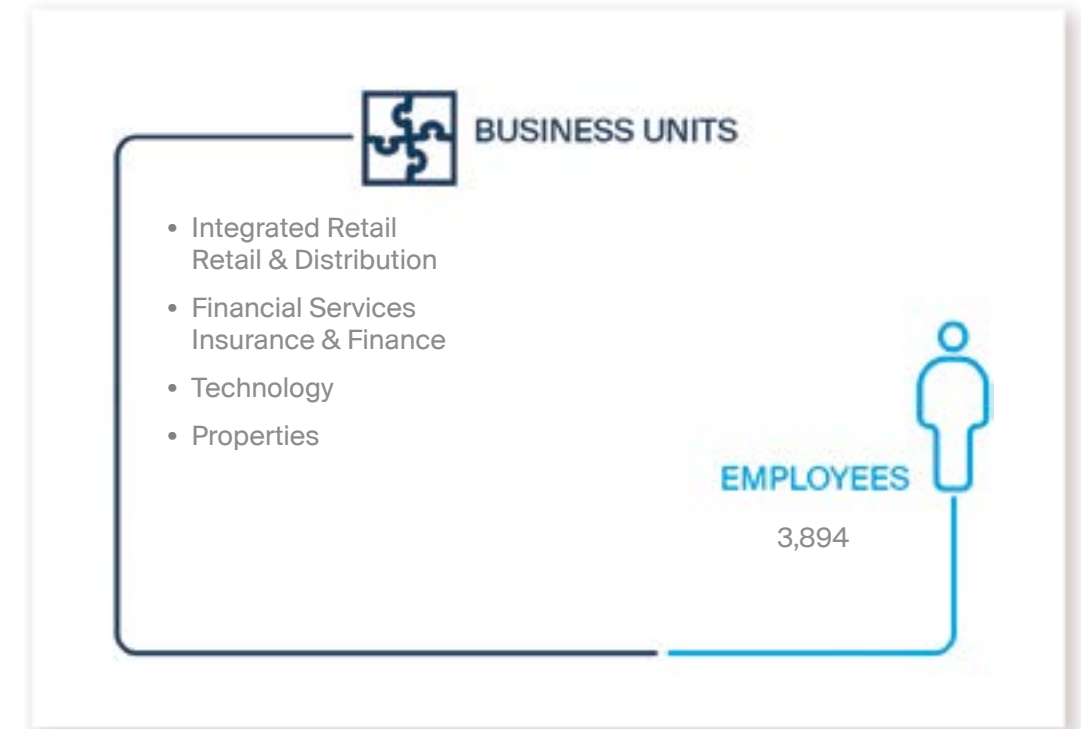 BUSINESS UNITS
• Integrated Retail
Retail & Distribution
• Financial Services
Insurance & Finance
• Technology
• Properties
EMPLOYEES
3,894